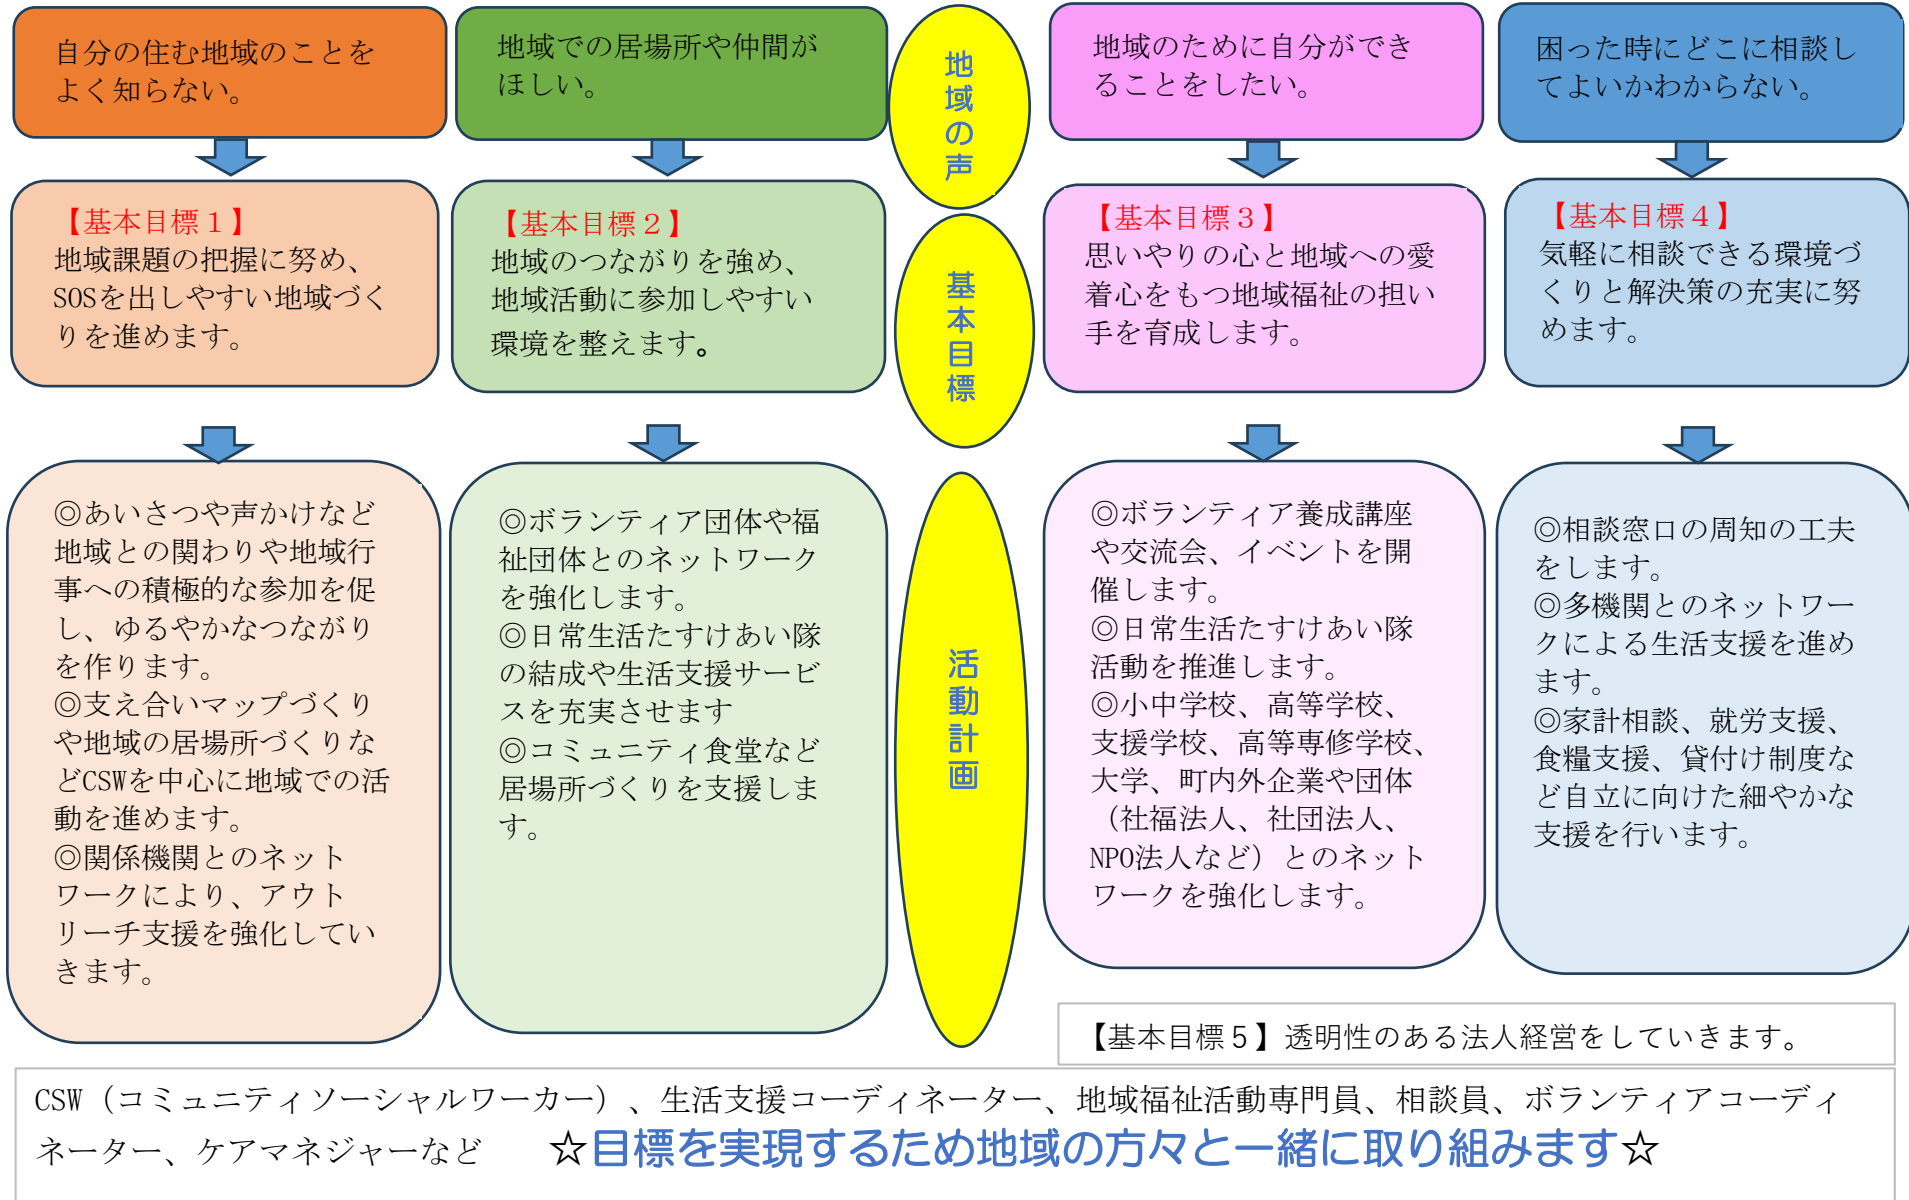 自分の住む地域のことを
よく知らない。
地域での居場所や仲間が
ほしい。
地域の声
地域のために自分ができ
ることをしたい。
困った時にどこに相談し
てよいかわからない。
【基本目標１】
地域課題の把握に努め、
SOSを出しやすい地域づく
りを進めます。
【基本目標２】
地域のつながりを強め、
地域活動に参加しやすい
環境を整えます。
基本目標
【基本目標３】
思いやりの心と地域への愛
着心をもつ地域福祉の担い
手を育成します。
【基本目標４】
気軽に相談できる環境づ
くりと解決策の充実に努
めます。
◎あいさつや声かけなど
地域との関わりや地域行
事への積極的な参加を促
し、ゆるやかなつながり
を作ります。
◎支え合いマップづくり
や地域の居場所づくりな
どCSWを中心に地域での活
動を進めます。
◎関係機関とのネット
ワークにより、アウト
リーチ支援を強化してい
きます。
◎ボランティア団体や福
祉団体とのネットワーク
を強化します。
◎日常生活たすけあい隊
の結成や生活支援サービ
スを充実させます
◎コミュニティ食堂など
居場所づくりを支援しま
す。
活動計画
◎ボランティア養成講座
や交流会、イベントを開
催します。
◎日常生活たすけあい隊
活動を推進します。
◎小中学校、高等学校、
支援学校、高等専修学校、
大学、町内外企業や団体
（社福法人、社団法人、
NPO法人など）とのネット
ワークを強化します。
◎相談窓口の周知の工夫
をします。
◎多機関とのネットワー
クによる生活支援を進め
ます。
◎家計相談、就労支援、
食糧支援、貸付け制度な
ど自立に向けた細やかな
支援を行います。
【基本目標５】透明性のある法人経営をしていきます。
CSW（コミュニティソーシャルワーカー）、生活支援コーディネーター、地域福祉活動専門員、相談員、ボランティアコーディ
ネーター、ケアマネジャーなど ☆目標を実現するため地域の方々と一緒に取り組みます☆